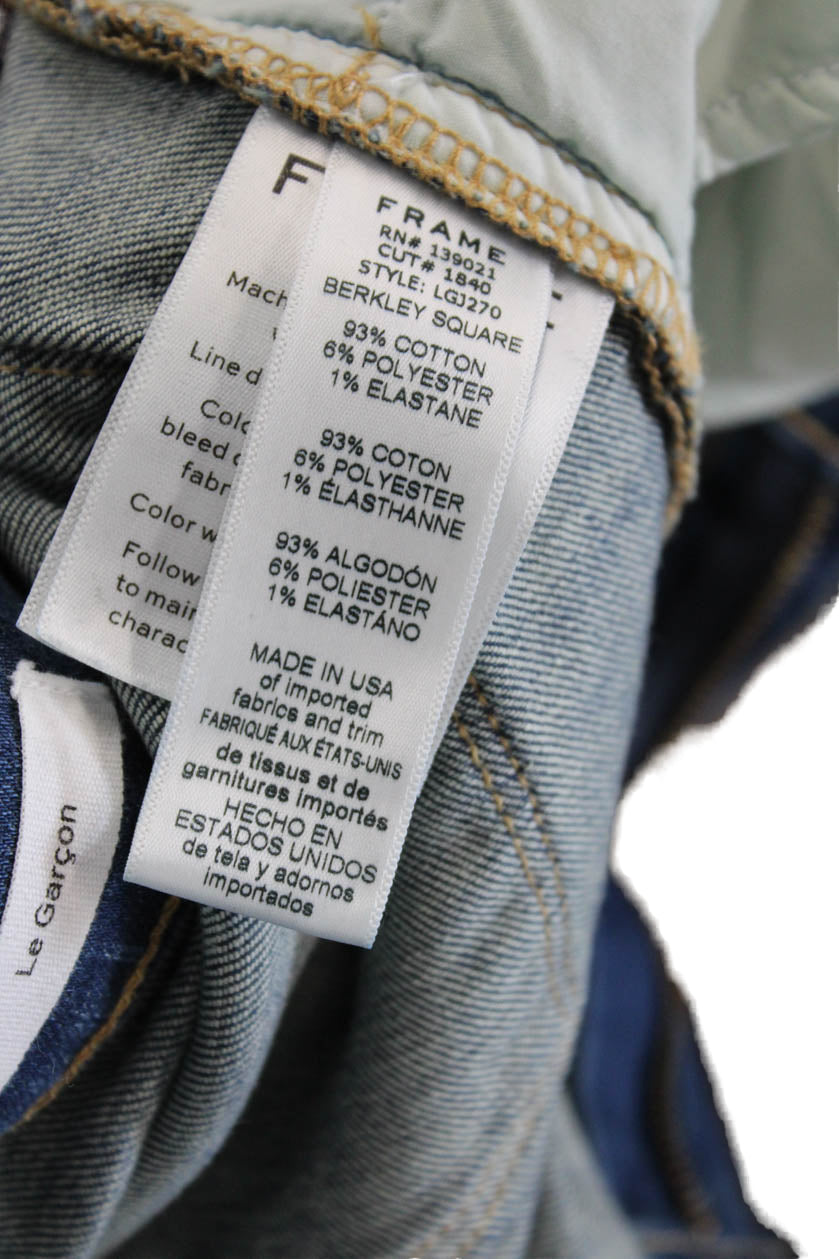 FRAME
RN# 139021
CUT# 1840
STYLE: LGJ270
BERKLEY SQUARE
93% COTTON
6% POLYESTER
1% ELASTANE
93% COTON
6% POLYESTER
1% ÉLASTHANNE
93% ALGODÓN
6% POLIESTER
1% ELASTÁNO
MADE IN USA
of imported
fabrics and trim
FABRIQUÉ AUX ÉTATS-UNIS
de tissus et de
garnitures importés
HECHO EN
ESTADOS UNIDOS
de tela y adornos
importados
F
Line
bleed
Color
Follow
to
Le Garçon